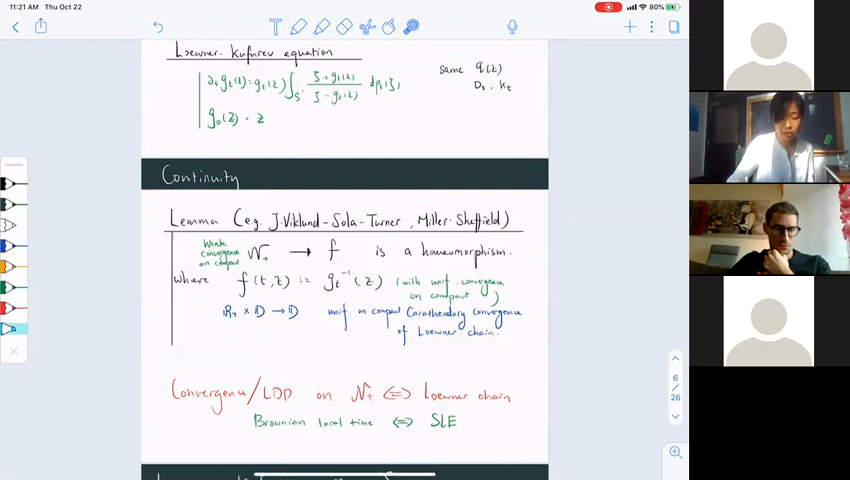 11:21 AM Thu Oct 22
80%
Loewner-Kufarev equation
∂t gt(z) = gt(z) ∫S¹ ζ + gt(z) / ζ - gt(z) dρt(ζ)
g0(z) = z
same q(z)
Dt, Kt
Continuity
Lemma (e.g. J.Viklund-Sola-Turner, Miller-Sheffield)
Weak convergence on compact N+ → f is a homeomorphism.
where f(t,z) := gt⁻¹(z) (with unif. convergence on compact)
R+ × D → D unif. on compact Carathéodory convergence
of Loewner chain.
Convergence/LDP on N+ ⟺ Loewner chain
Brownian local time ⟺ SLE
6
/
26